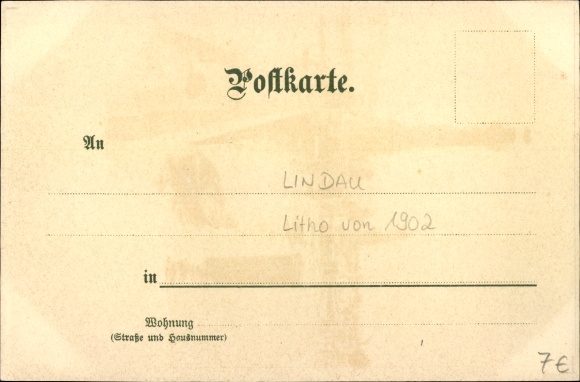 Postkarte.
An
LINDAU
Litho von 1902
in
Wohnung
(Straße und Hausnummer)
7€